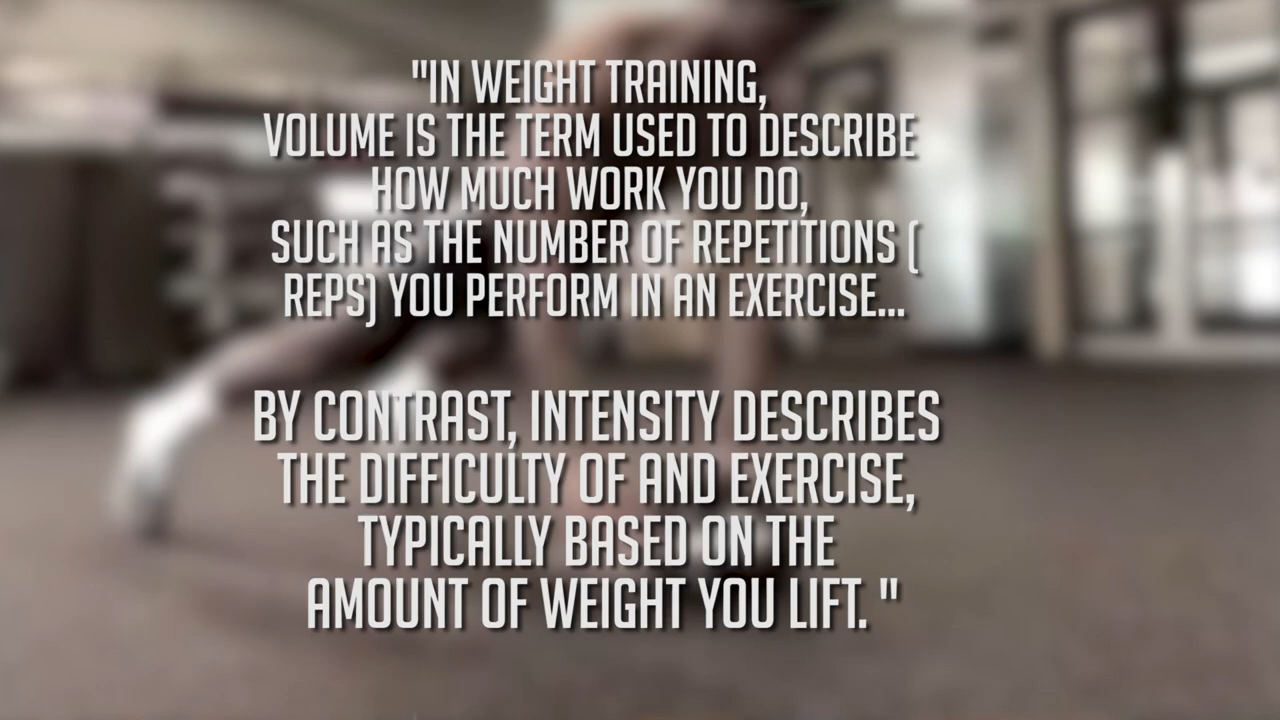 "IN WEIGHT TRAINING,
VOLUME IS THE TERM USED TO DESCRIBE
HOW MUCH WORK YOU DO,
SUCH AS THE NUMBER OF REPETITIONS (
REPS) YOU PERFORM IN AN EXERCISE...
BY CONTRAST, INTENSITY DESCRIBES
THE DIFFICULTY OF AND EXERCISE,
TYPICALLY BASED ON THE
AMOUNT OF WEIGHT YOU LIFT. "